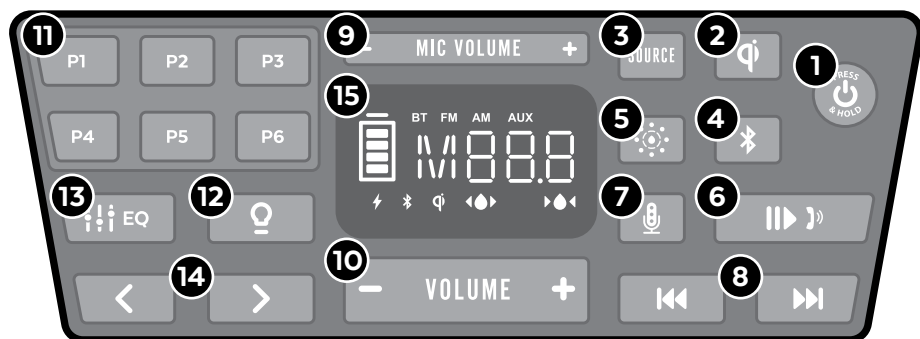 11 9 3 2 1
P1 P2 P3 - MIC VOLUME + SOURCE
PRESS & HOLD
15 5 4
BT FM AM AUX
P4 P5 P6
M88.8
13 12 7 6
EQ
14 10 8
- VOLUME +